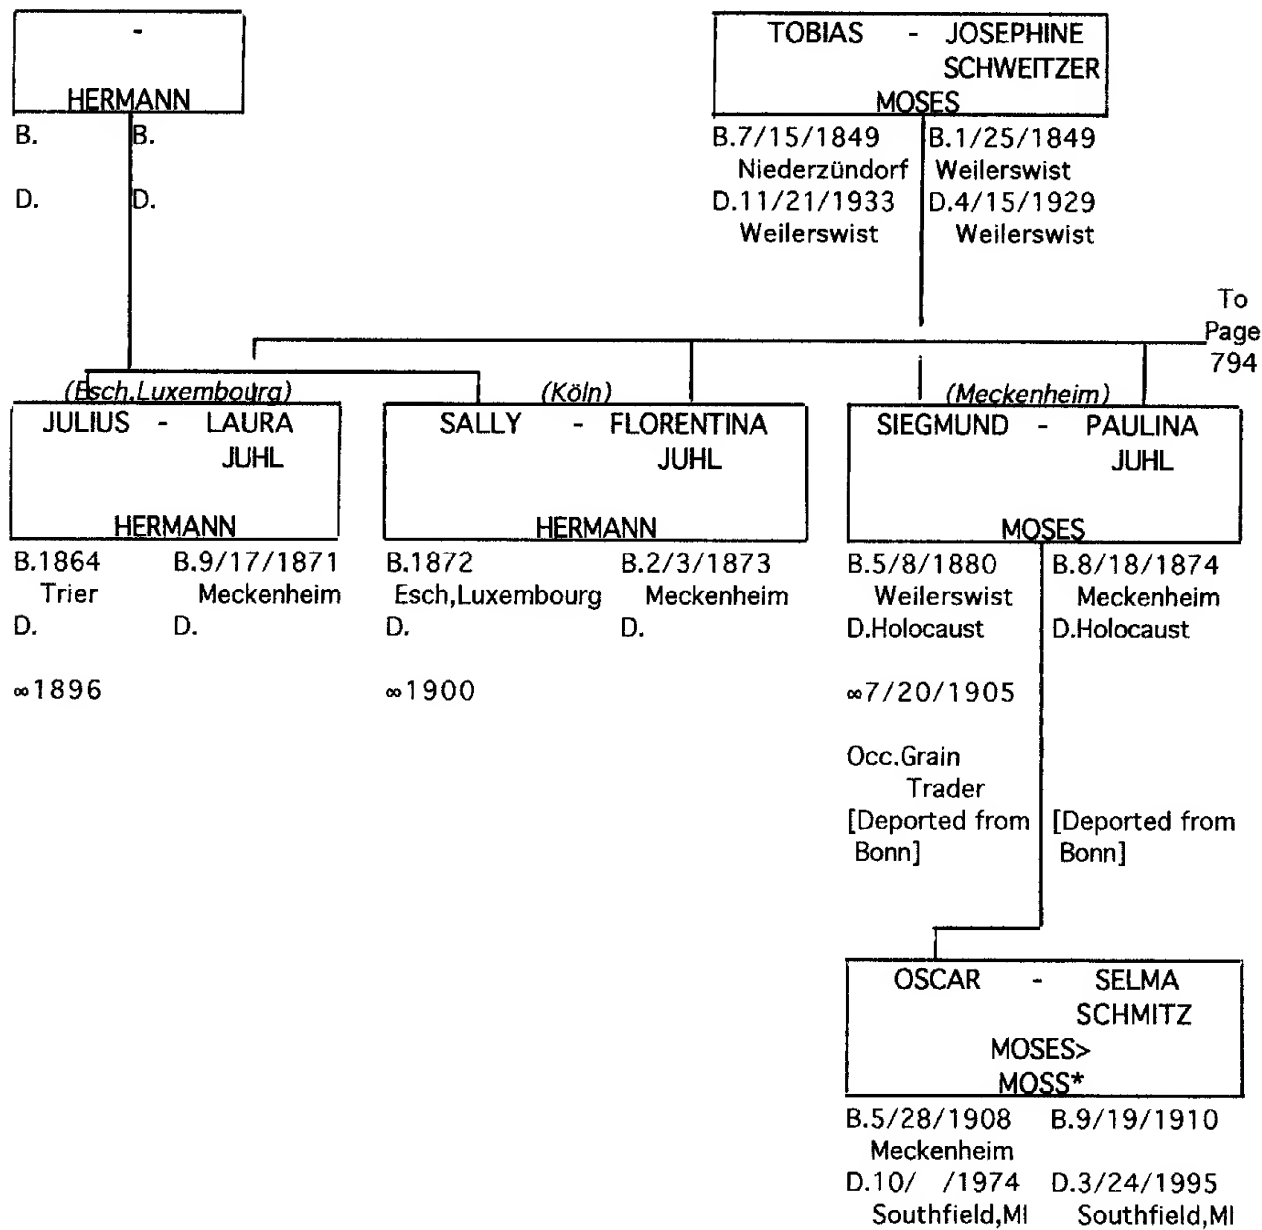 -
HERMANN
B. B.
D. D.
TOBIAS - JOSEPHINE
SCHWEITZER
MOSES
B.7/15/1849 B.1/25/1849
Niederzündorf Weilerswist
D.11/21/1933 D.4/15/1929
Weilerswist Weilerswist
To
Page
794
(Esch,Luxembourg)
JULIUS - LAURA
JUHL
HERMANN
B.1864 B.9/17/1871
Trier Meckenheim
D. D.
∞1896
(Köln)
SALLY - FLORENTINA
JUHL
HERMANN
B.1872 B.2/3/1873
Esch,Luxembourg Meckenheim
D. D.
∞1900
(Meckenheim)
SIEGMUND - PAULINA
JUHL
MOSES
B.5/8/1880 B.8/18/1874
Weilerswist Meckenheim
D.Holocaust D.Holocaust
∞7/20/1905
Occ.Grain
Trader
[Deported from [Deported from
Bonn] Bonn]
OSCAR - SELMA
SCHMITZ
MOSES>
MOSS*
B.5/28/1908 B.9/19/1910
Meckenheim
D.10/ /1974 D.3/24/1995
Southfield,MI Southfield,MI